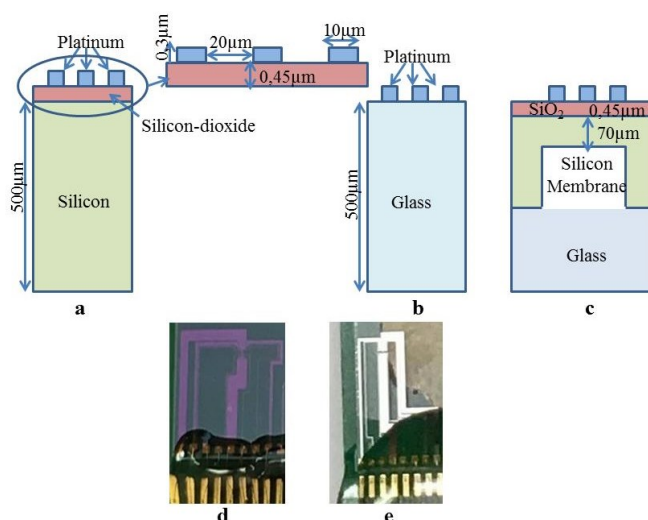 Platinum
0.3µm
20µm
10µm
0,45µm
Silicon-dioxide
500µm
Silicon
a
Platinum
500µm
Glass
b
SiO2
0,45µm
70µm
Silicon
Membrane
Glass
c
d
e